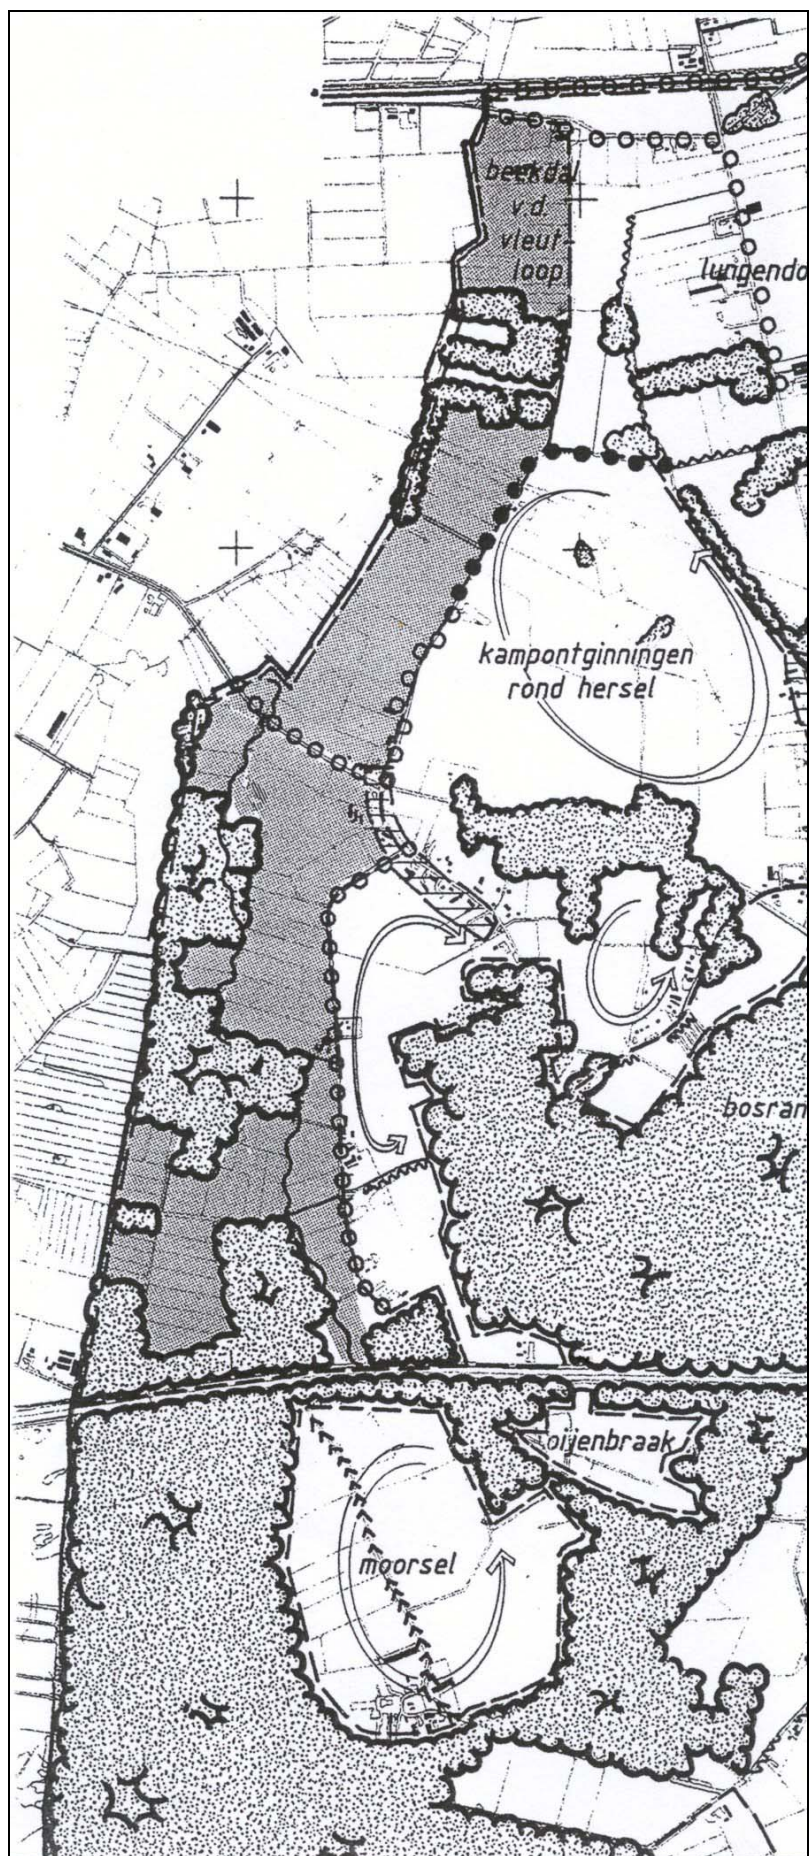 beekdal
v.d.
vleut-
loop
lungendo
kampontginningen
rond hersel
bosran
oijenbraak
moorsel